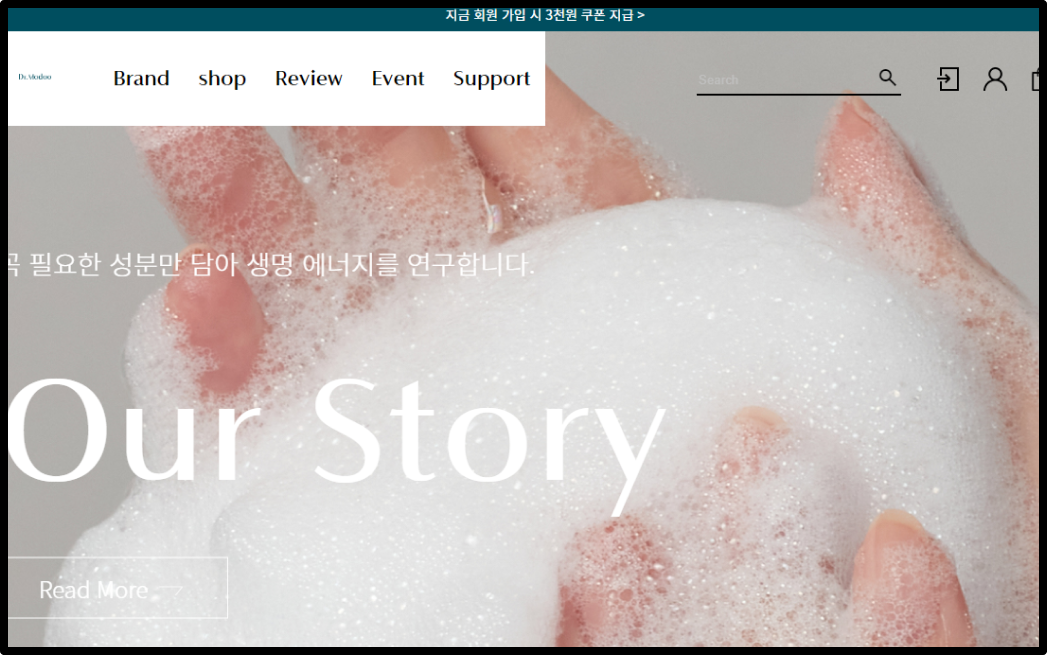 지금 회원 가입 시 3천원 쿠폰 지급 >
Dr.Modoo
Brand shop Review Event Support
Search
필요한 성분만 담아 생명 에너지를 연구합니다.
Our Story
Read More